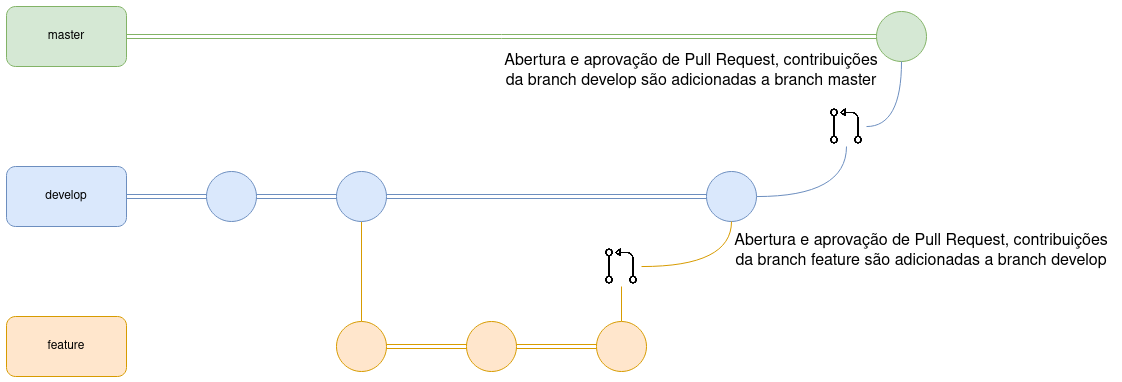 master
Abertura e aprovação de Pull Request, contribuições
da branch develop são adicionadas a branch master
develop
Abertura e aprovação de Pull Request, contribuições
da branch feature são adicionadas a branch develop
feature